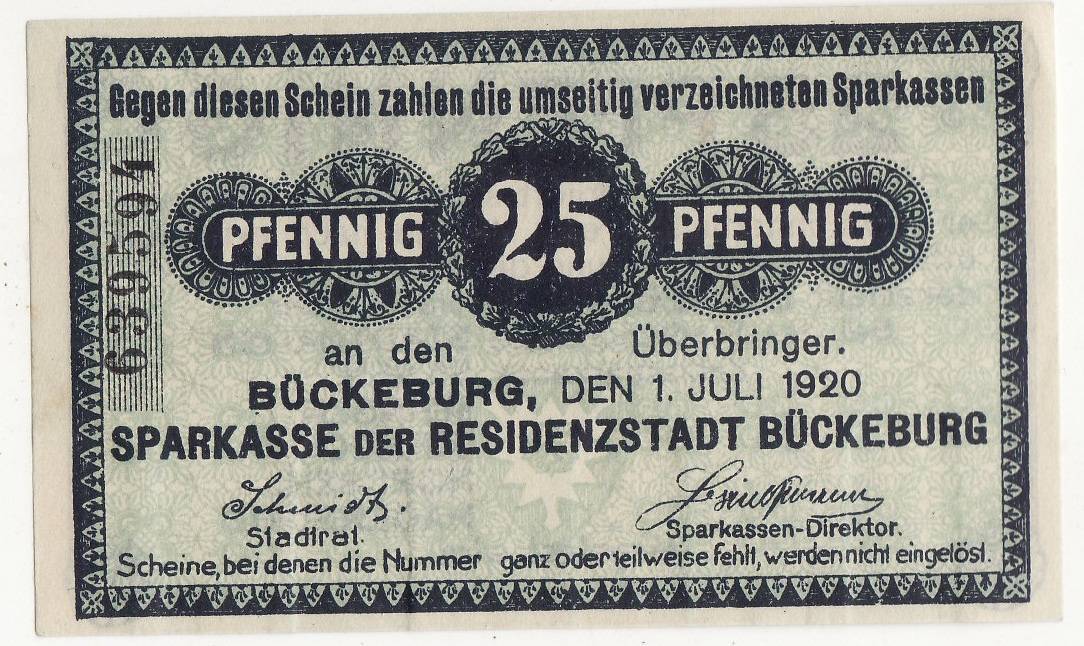 Gegen diesen Schein zahlen die umseitig verzeichneten Sparkassen
639594
PFENNIG 25 PFENNIG
an den Überbringer.
BÜCKEBURG, DEN 1. JULI 1920
SPARKASSE DER RESIDENZSTADT BÜCKEBURG
Schmidt.
Stadtrat. Sparkassen-Direktor.
Scheine, bei denen die Nummer ganz oder teilweise fehlt, werden nicht eingelöst.